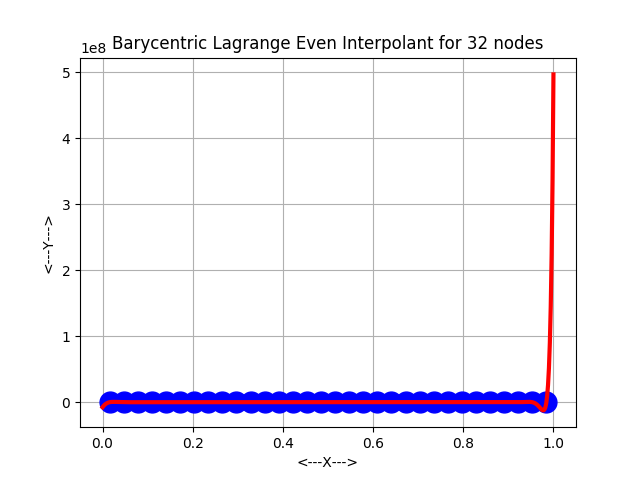 Barycentric Lagrange Even Interpolant for 32 nodes
1e8
5
4
3
2
1
0
<---Y--->
0.0 0.2 0.4 0.6 0.8 1.0
<---X--->